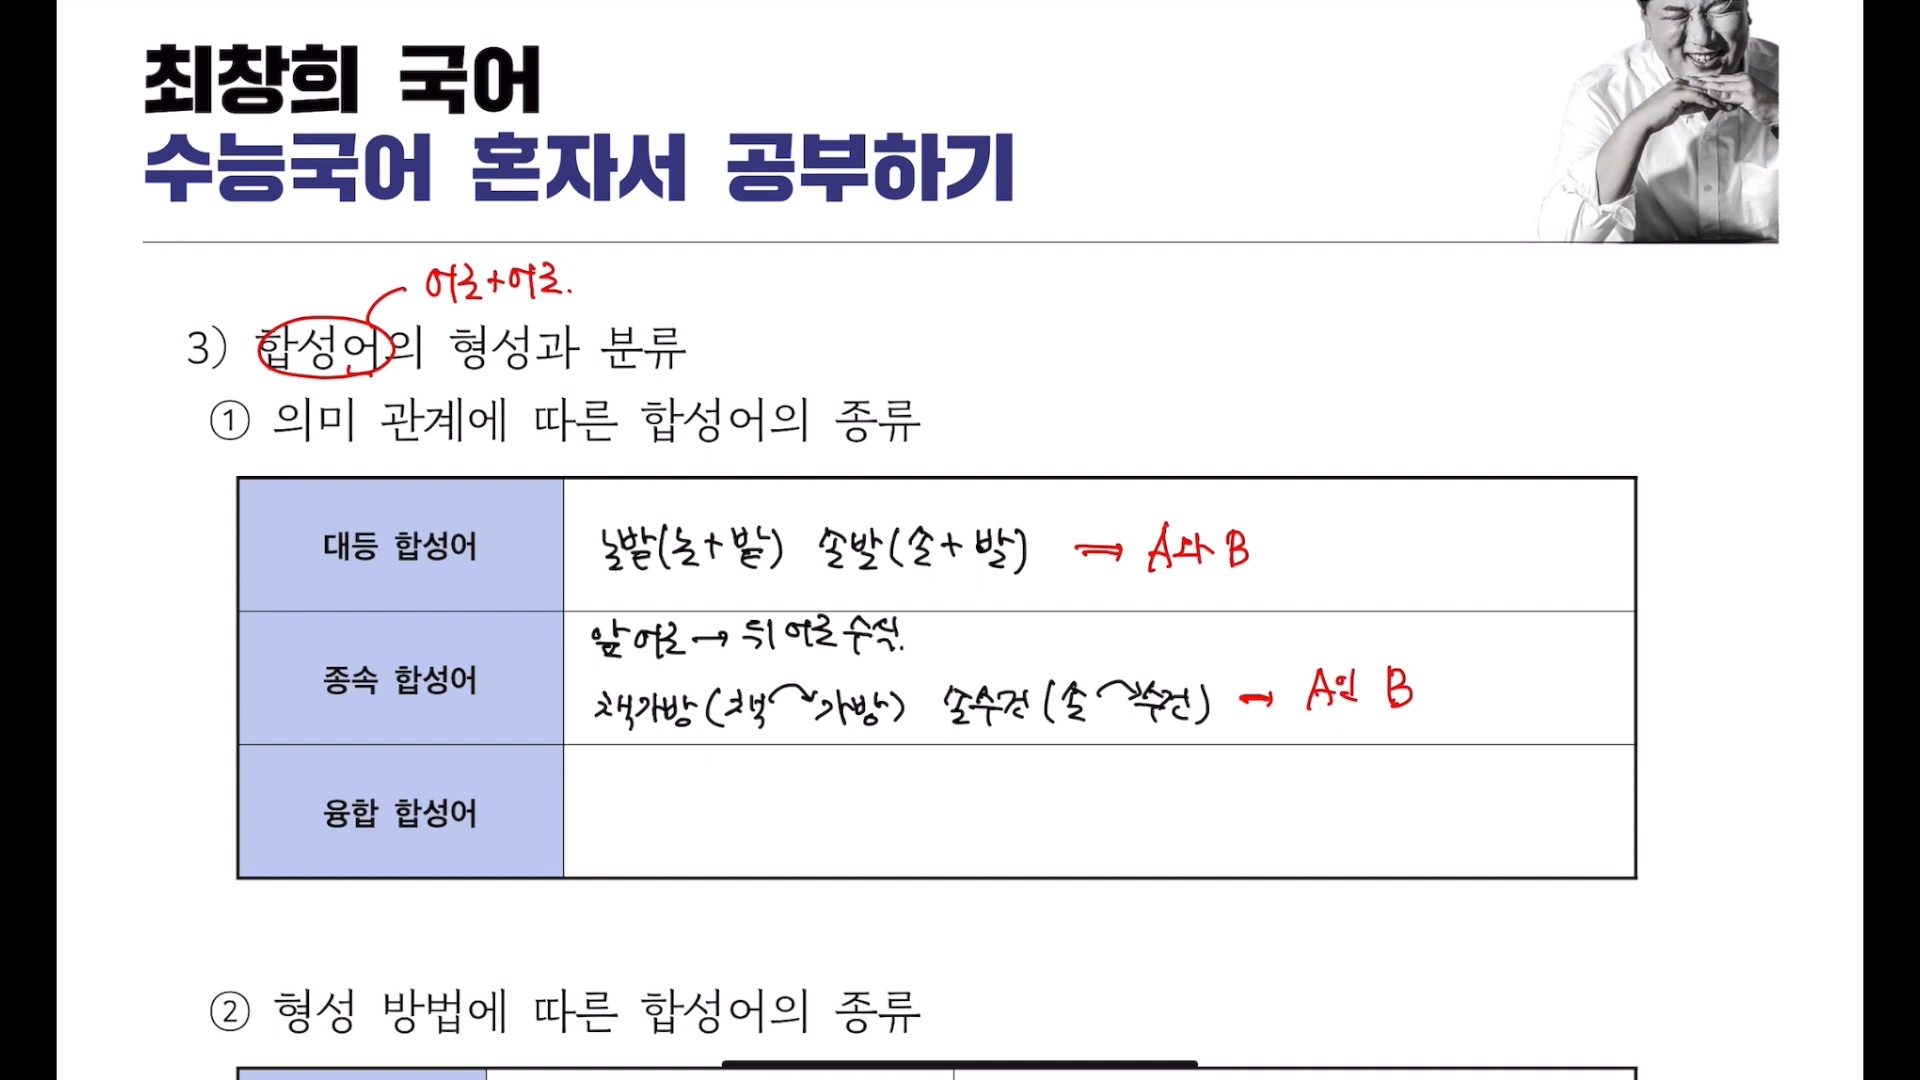 최창희 국어
수능국어 혼자서 공부하기
어근+어근.
3) 합성어의 형성과 분류
① 의미 관계에 따른 합성어의 종류
대등 합성어
논밭(논+밭) 손발(손+발) ⇒ A와 B
종속 합성어
앞 어근→뒤 어근 수식.
책가방(책 가방) 손수건(손 수건) → A인 B
융합 합성어
② 형성 방법에 따른 합성어의 종류